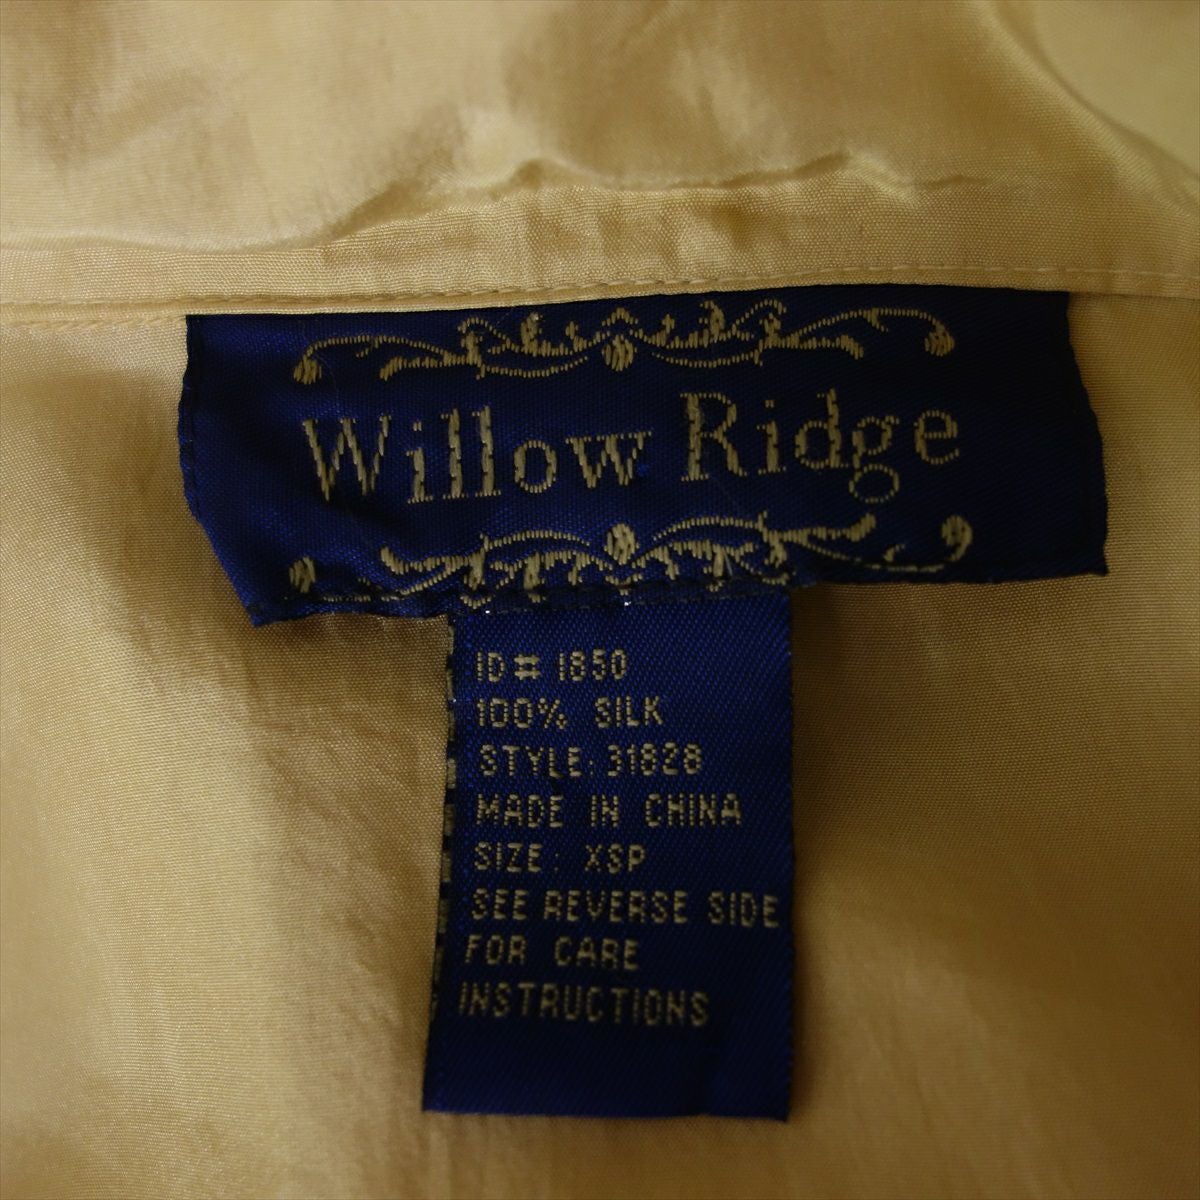 Willow Ridge
ID# 1850
100% SILK
STYLE: 31828
MADE IN CHINA
SIZE: XSP
SEE REVERSE SIDE
FOR CARE
INSTRUCTIONS